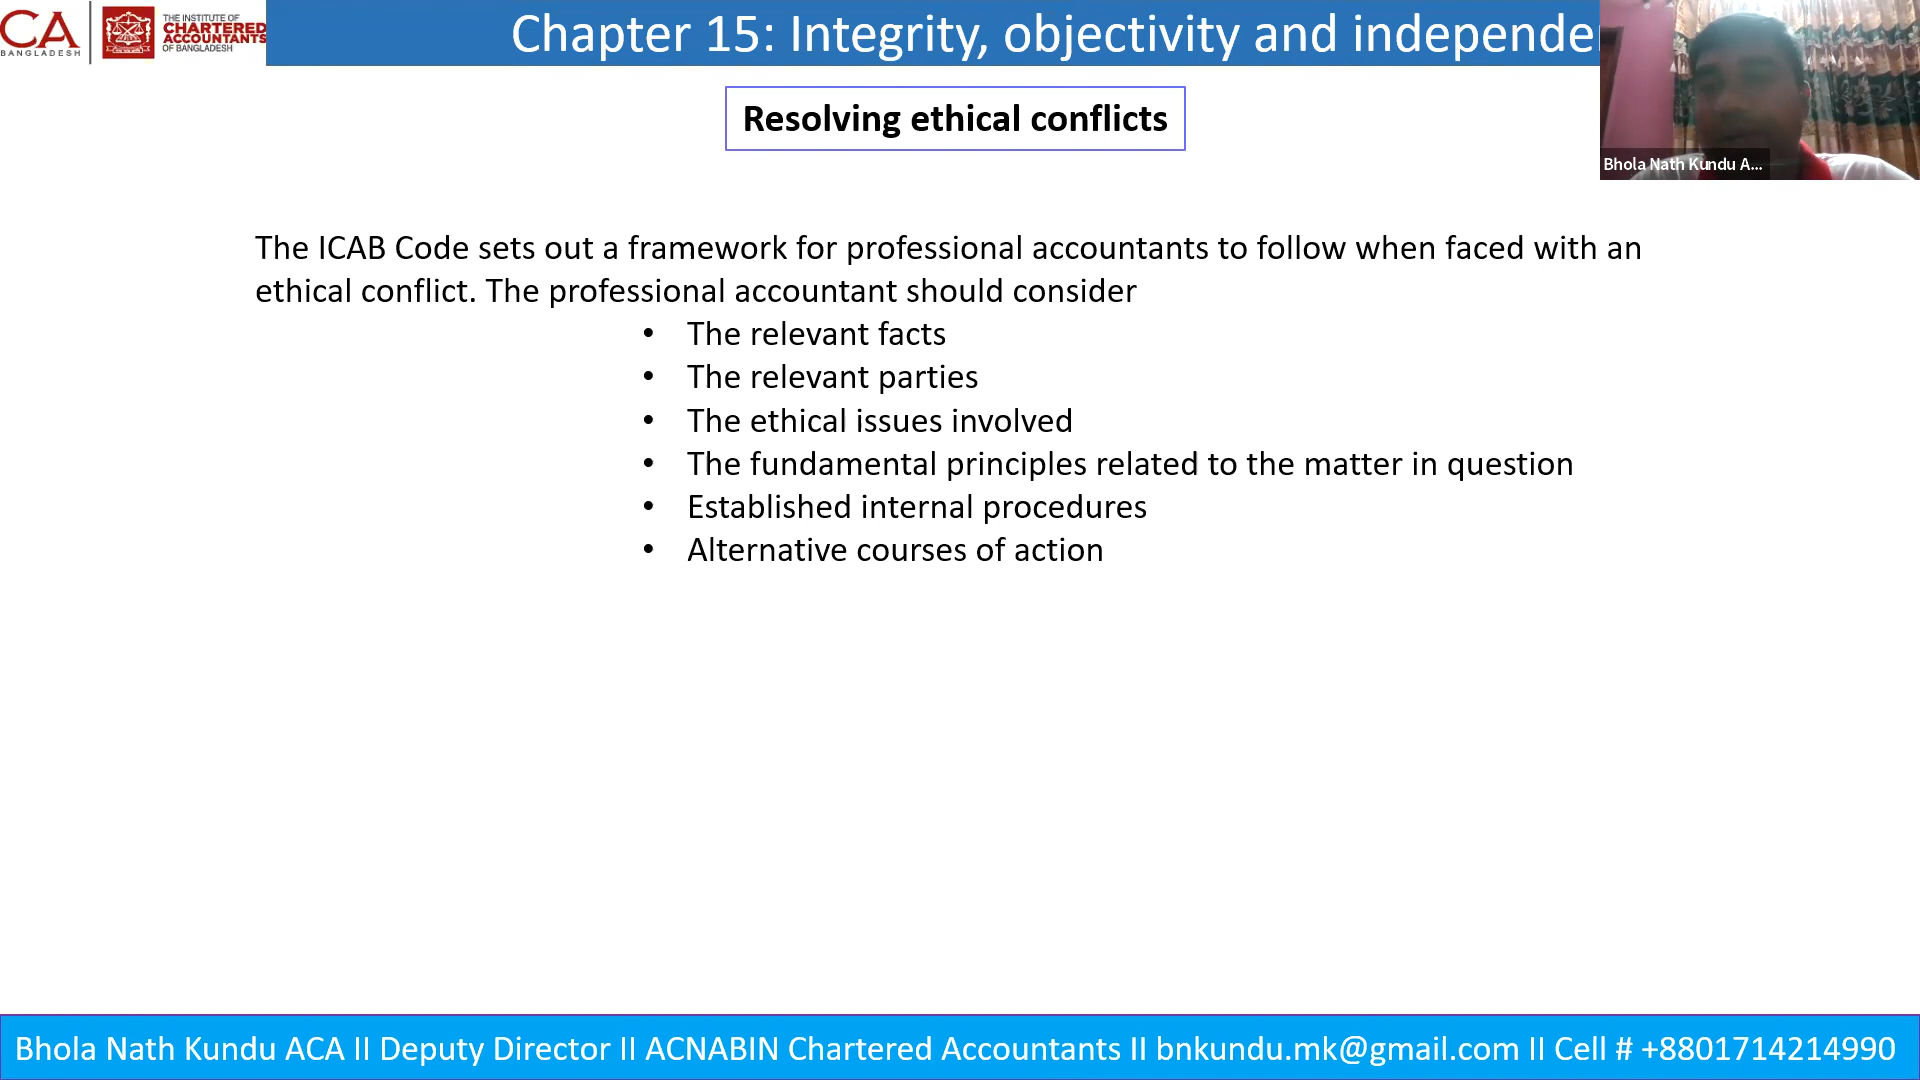 CA
BANGLADESH
THE INSTITUTE OF
CHARTERED
ACCOUNTANTS
OF BANGLADESH
Chapter 15: Integrity, objectivity and independe
Resolving ethical conflicts
Bhola Nath Kundu A...
The ICAB Code sets out a framework for professional accountants to follow when faced with an
ethical conflict. The professional accountant should consider
• The relevant facts
• The relevant parties
• The ethical issues involved
• The fundamental principles related to the matter in question
• Established internal procedures
• Alternative courses of action
Bhola Nath Kundu ACA II Deputy Director II ACNABIN Chartered Accountants II bnkundu.mk@gmail.com II Cell # +8801714214990